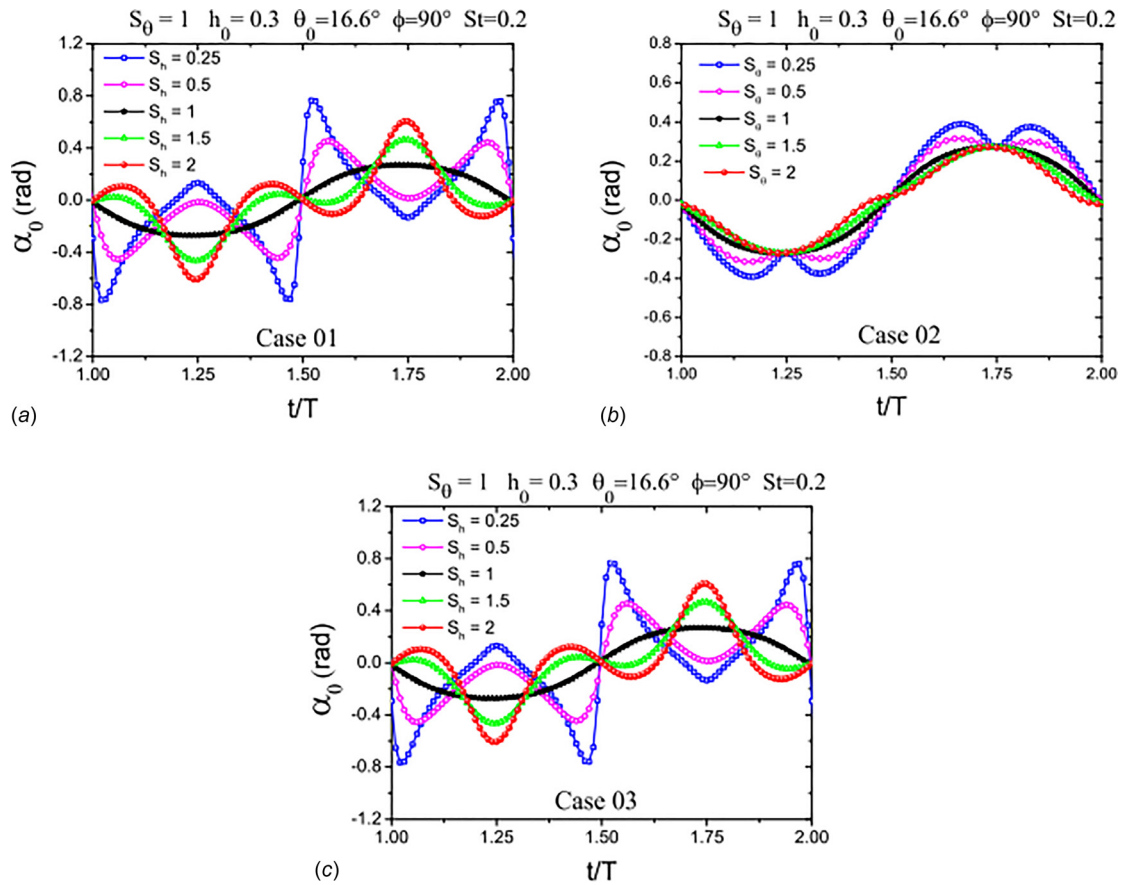 S_θ = 1 h_0 = 0.3 θ_0=16.6° ϕ=90° St=0.2
1.2
0.8
0.4
0.0
-0.4
-0.8
-1.2
α_0 (rad)
S_h = 0.25
S_h = 0.5
S_h = 1
S_h = 1.5
S_h = 2
Case 01
1.00 1.25 1.50 1.75 2.00
t/T
(a)
S_θ = 1 h_0 = 0.3 θ_0=16.6° ϕ=90° St=0.2
0.8
0.6
0.4
0.2
0.0
-0.2
-0.4
-0.6
-0.8
α_0 (rad)
S_θ = 0.25
S_θ = 0.5
S_θ = 1
S_θ = 1.5
S_θ = 2
Case 02
1.00 1.25 1.50 1.75 2.00
t/T
(b)
S_θ = 1 h_0 = 0.3 θ_0=16.6° ϕ=90° St=0.2
1.2
0.8
0.4
0.0
-0.4
-0.8
-1.2
α_0 (rad)
S_h = 0.25
S_h = 0.5
S_h = 1
S_h = 1.5
S_h = 2
Case 03
1.00 1.25 1.50 1.75 2.00
t/T
(c)